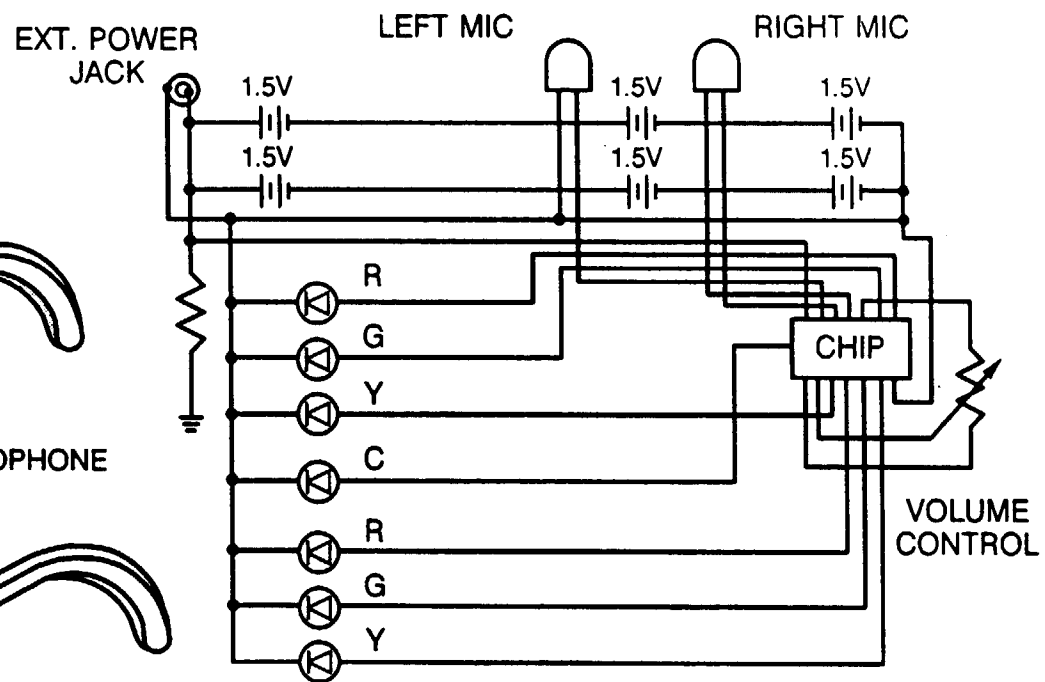 LEFT MIC
RIGHT MIC
EXT. POWER
JACK
1.5V
1.5V
1.5V
1.5V
1.5V
1.5V
R
G
CHIP
Y
C
OPHONE
VOLUME
CONTROL
R
G
Y